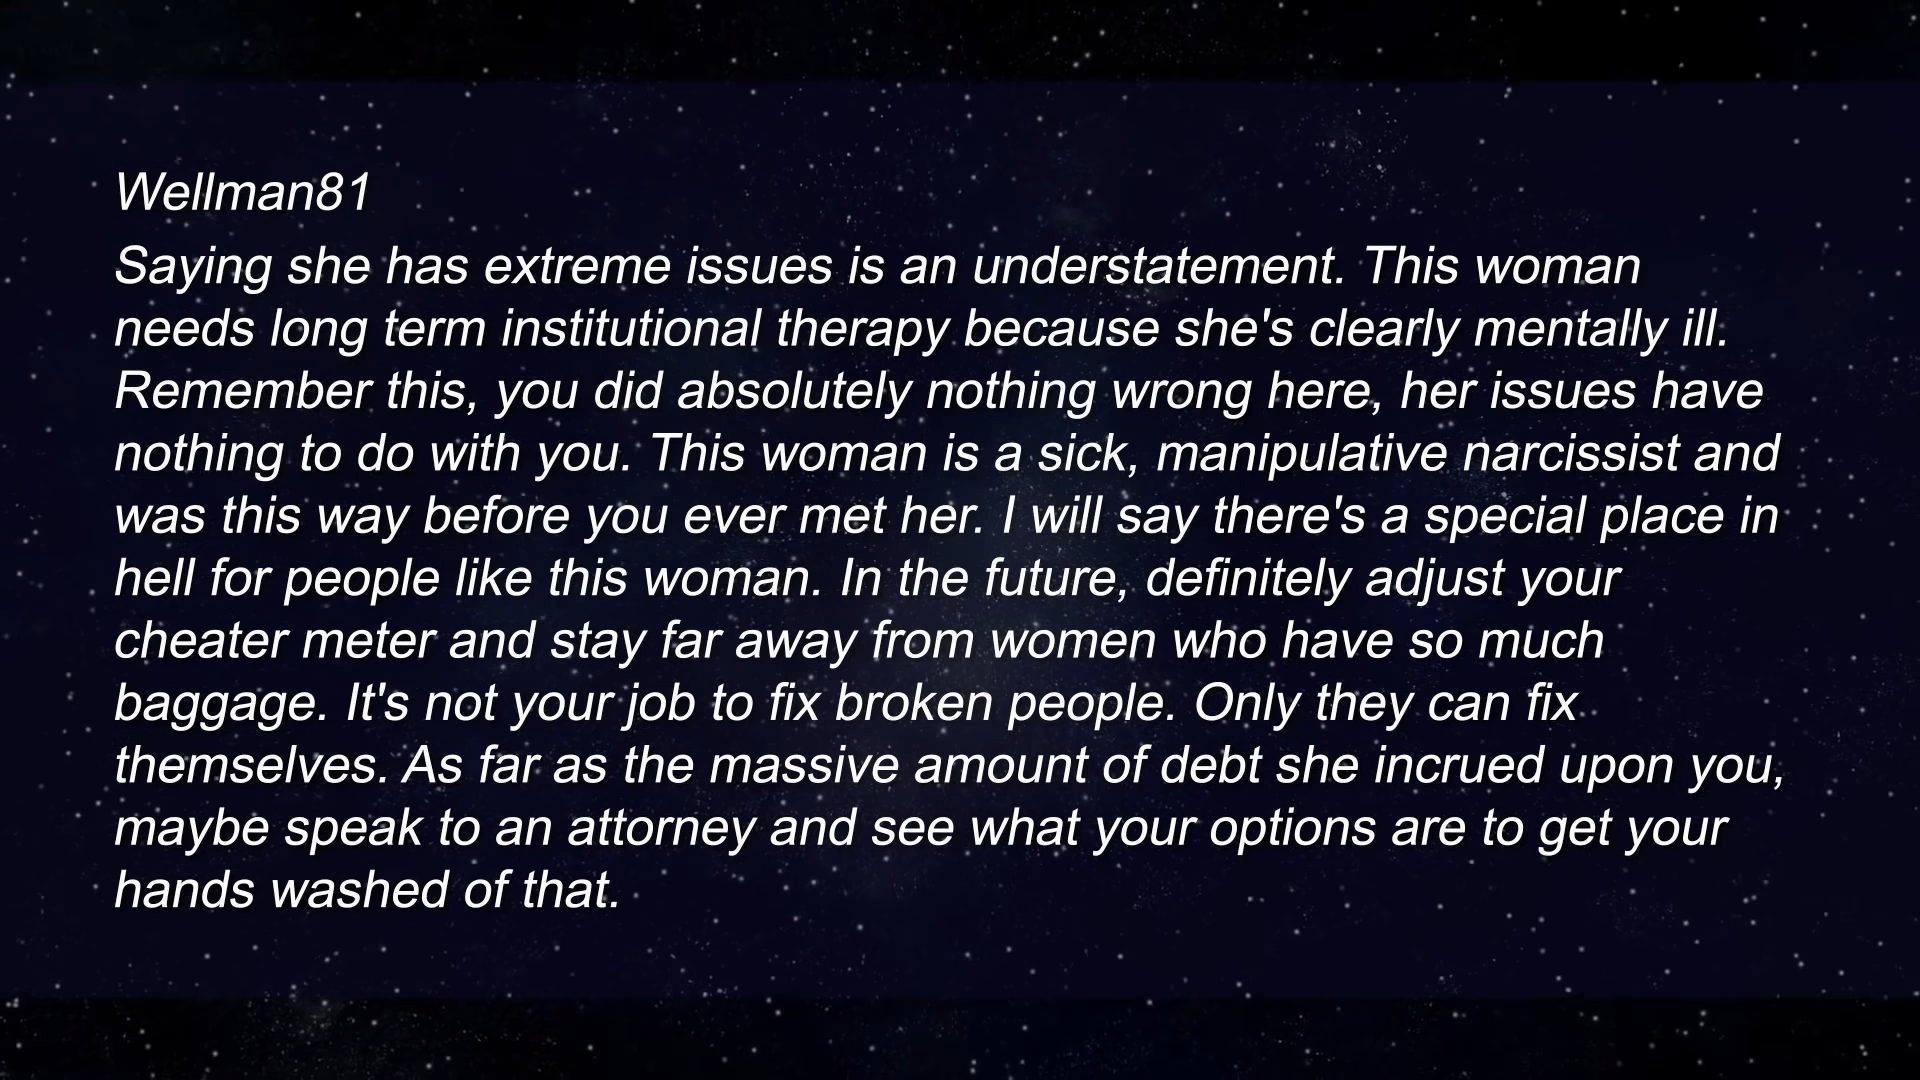 Wellman81
Saying she has extreme issues is an understatement. This woman
needs long term institutional therapy because she's clearly mentally ill.
Remember this, you did absolutely nothing wrong here, her issues have
nothing to do with you. This woman is a sick, manipulative narcissist and
was this way before you ever met her. I will say there's a special place in
hell for people like this woman. In the future, definitely adjust your
cheater meter and stay far away from women who have so much
baggage. It's not your job to fix broken people. Only they can fix
themselves. As far as the massive amount of debt she incrued upon you,
maybe speak to an attorney and see what your options are to get your
hands washed of that.